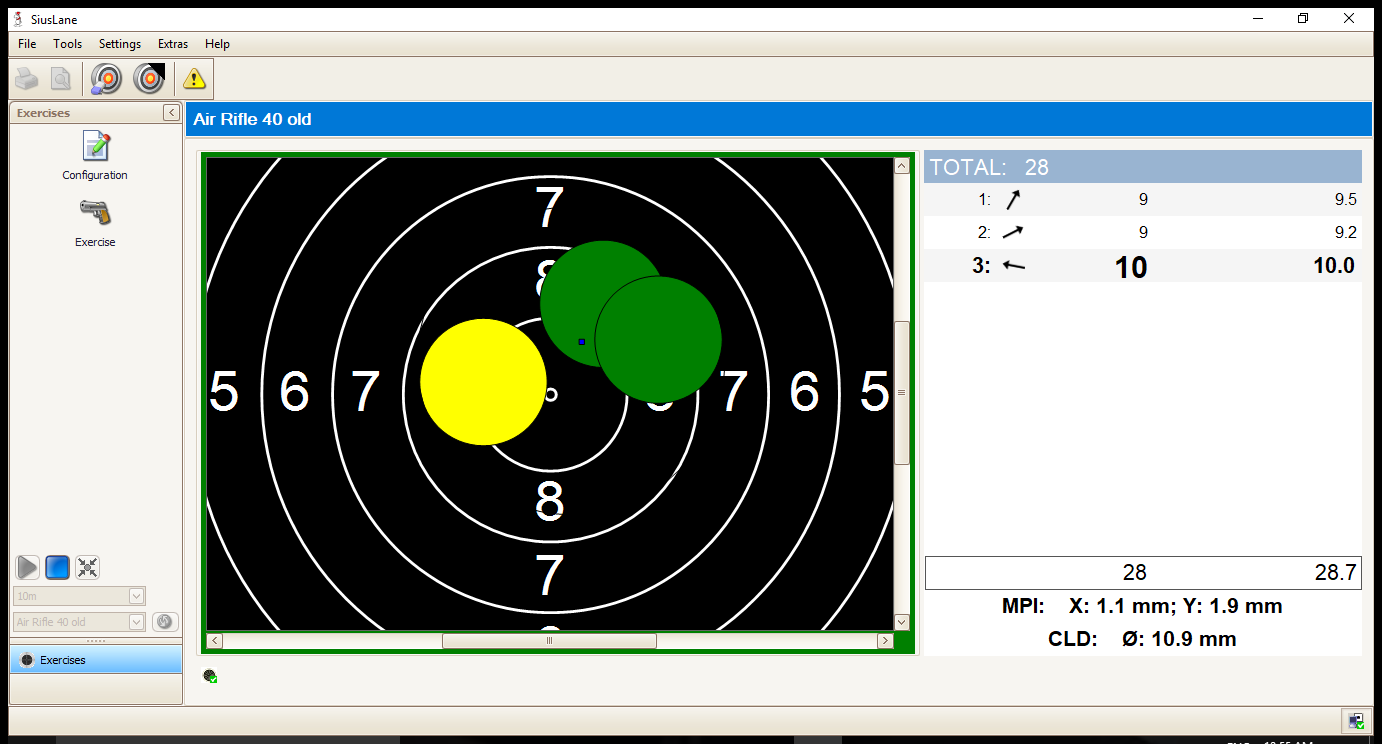 SiusLane
File Tools Settings Extras Help
Exercises
Configuration
Exercise
10m
Air Rifle 40 old
Exercises
Air Rifle 40 old
7
8
5 6 7 7 6 5
8
7
TOTAL: 28
1: 9 9.5
2: 9 9.2
3: 10 10.0
28 28.7
MPI: X: 1.1 mm; Y: 1.9 mm
CLD: Ø: 10.9 mm